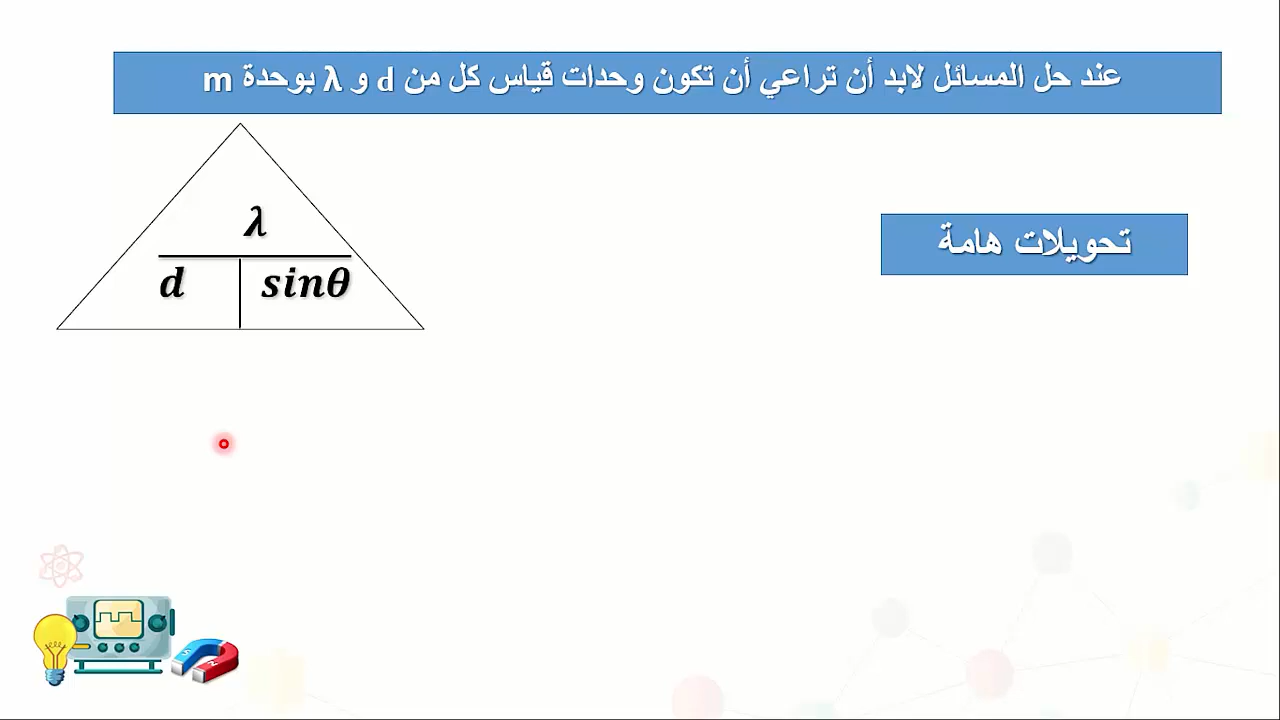 عند حل المسائل لابد أن تراعي أن تكون وحدات قياس كل من d و λ بوحدة m
تحويلات هامة
λ
d sinθ